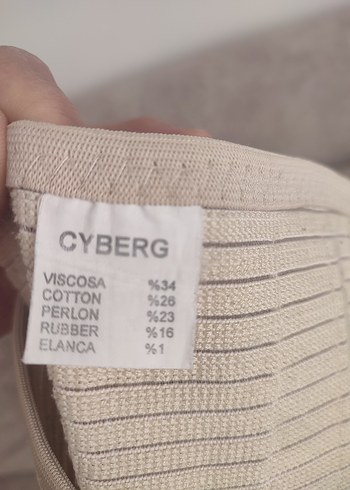 CYBERG
VISCOSA %34
COTTON %26
PERLON %23
RUBBER %16
ELANCA %1